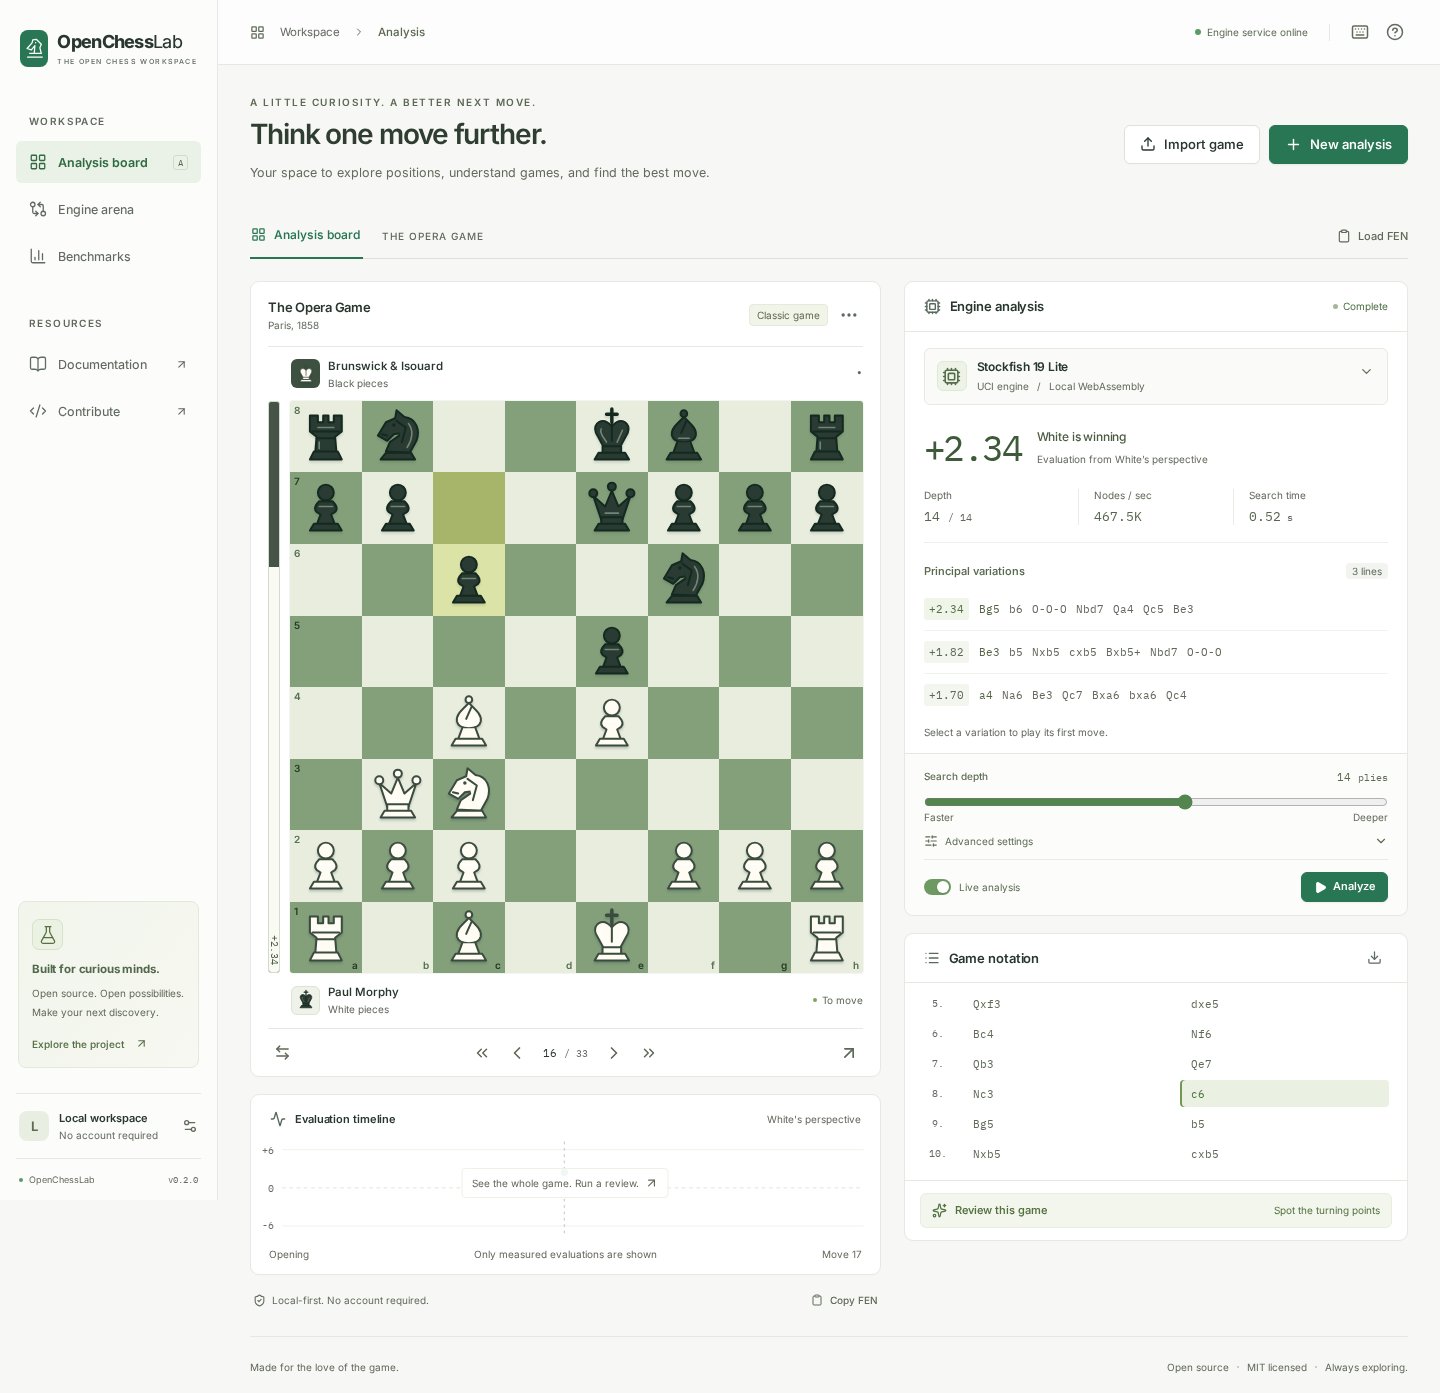 OpenChessLab
THE OPEN CHESS WORKSPACE
WORKSPACE
Analysis board A
Engine arena
Benchmarks
RESOURCES
Documentation
Contribute
Built for curious minds.
Open source. Open possibilities.
Make your next discovery.
Explore the project
L
Local workspace
No account required
OpenChessLab v0.2.0
Workspace Analysis
Engine service online
A LITTLE CURIOSITY. A BETTER NEXT MOVE.
Think one move further.
Your space to explore positions, understand games, and find the best move.
Import game
New analysis
Analysis board THE OPERA GAME
Load FEN
The Opera Game
Paris, 1858
Classic game
Brunswick & Isouard
Black pieces
8
7
6
5
4
3
2
1
a b c d e f g h
+2.34
Paul Morphy
White pieces
To move
16 / 33
Evaluation timeline
White's perspective
+6
0
-6
See the whole game. Run a review.
Opening
Only measured evaluations are shown
Move 17
Local-first. No account required.
Copy FEN
Engine analysis
Complete
Stockfish 19 Lite
UCI engine / Local WebAssembly
+2.34
White is winning
Evaluation from White's perspective
Depth
14 / 14
Nodes / sec
467.5K
Search time
0.52 s
Principal variations
3 lines
+2.34 Bg5 b6 O-O-O Nbd7 Qa4 Qc5 Be3
+1.82 Be3 b5 Nxb5 cxb5 Bxb5+ Nbd7 O-O-O
+1.70 a4 Na6 Be3 Qc7 Bxa6 bxa6 Qc4
Select a variation to play its first move.
Search depth
14 plies
Faster
Deeper
Advanced settings
Live analysis
Analyze
Game notation
5. Qxf3 dxe5
6. Bc4 Nf6
7. Qb3 Qe7
8. Nc3 c6
9. Bg5 b5
10. Nxb5 cxb5
Review this game
Spot the turning points
Made for the love of the game.
Open source · MIT licensed · Always exploring.